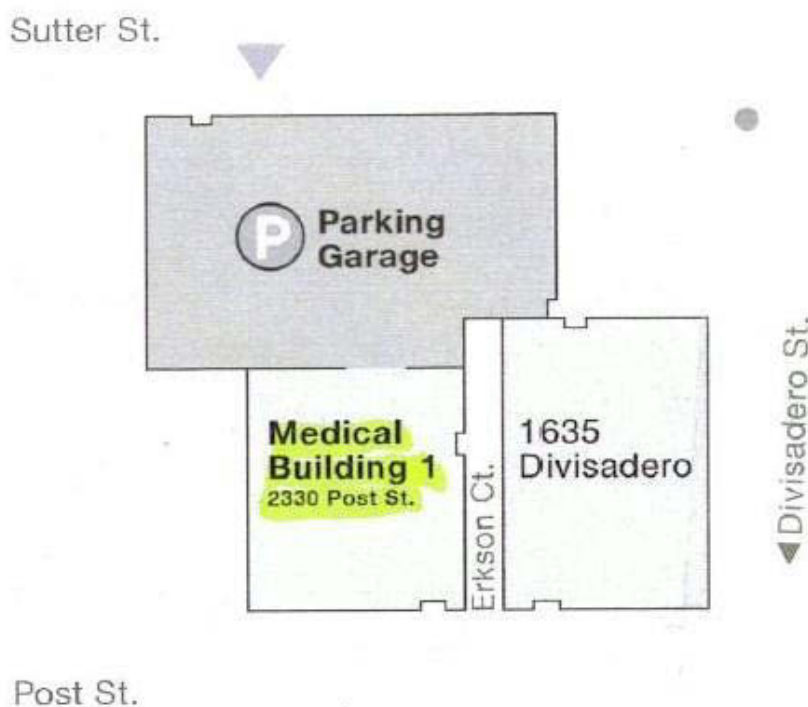 Sutter St.
P
Parking
Garage
Medical
Building 1
2330 Post St.
Erkson Ct.
1635
Divisadero
◀Divisadero St.
Post St.